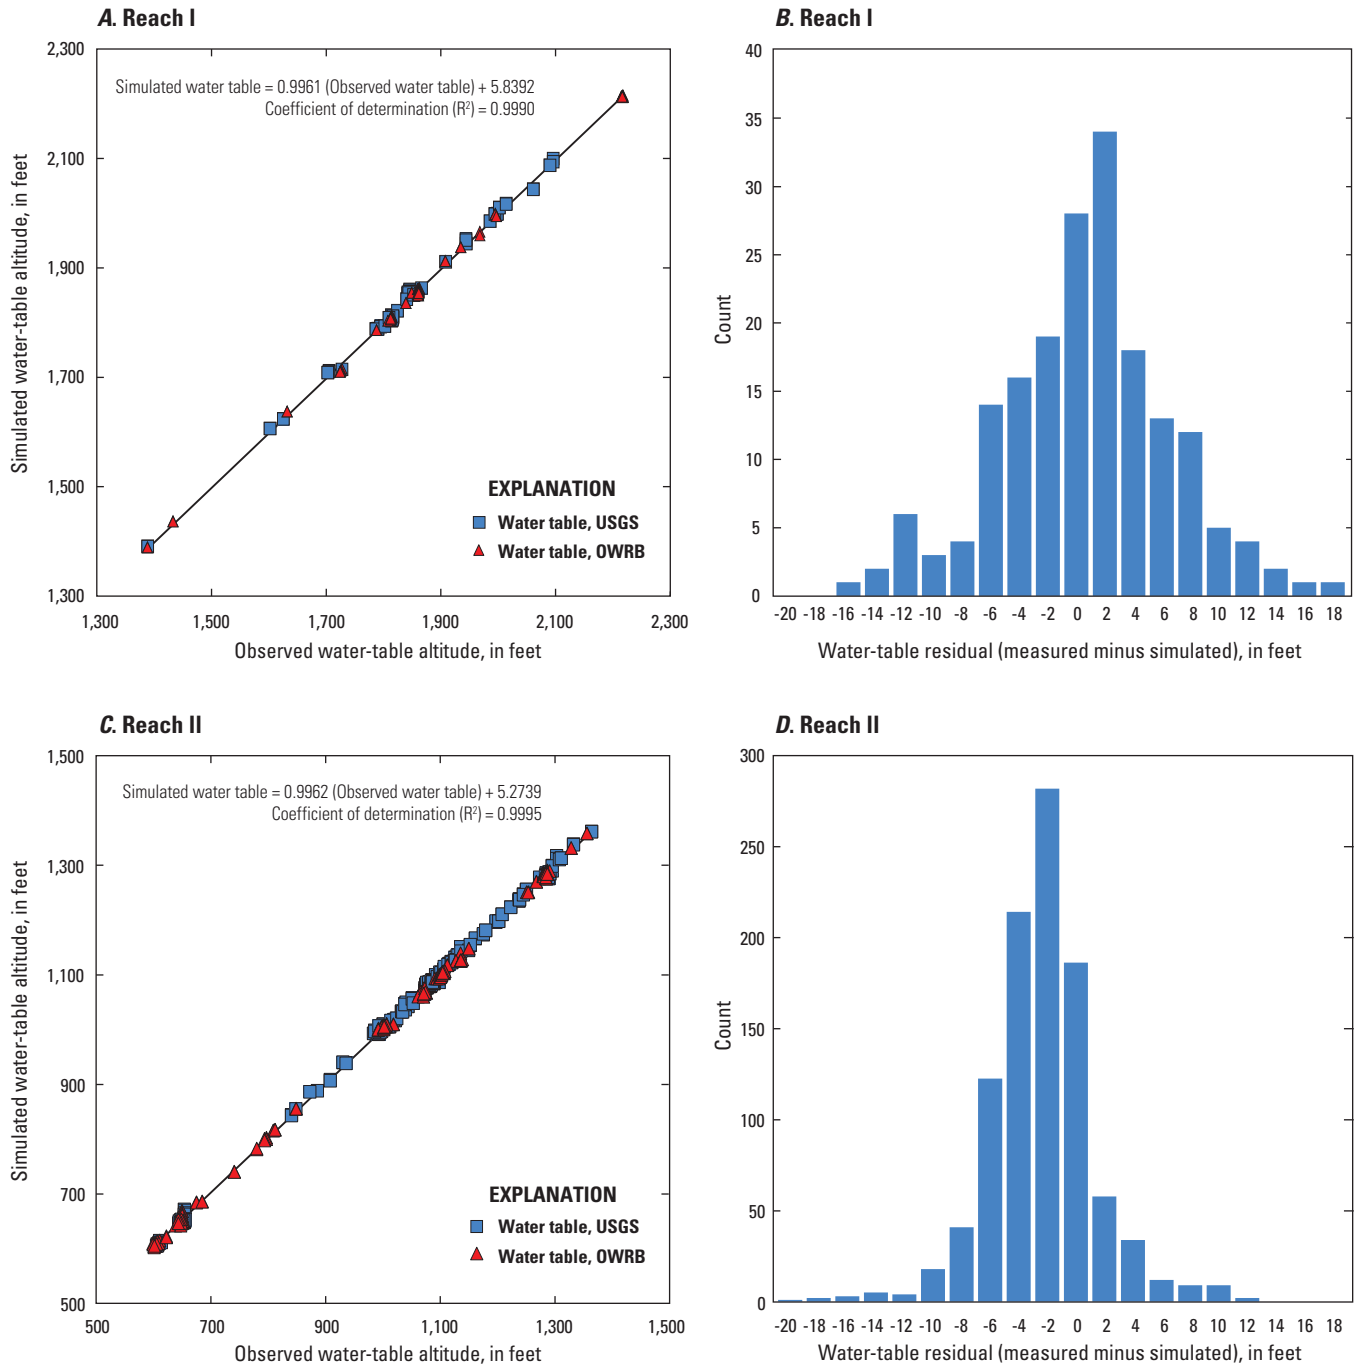 A. Reach I
2,300
2,100
1,900
1,700
1,500
1,300
Simulated water-table altitude, in feet
Simulated water table = 0.9961 (Observed water table) + 5.8392
Coefficient of determination (R²) = 0.9990
EXPLANATION
Water table, USGS
Water table, OWRB
1,300 1,500 1,700 1,900 2,100 2,300
Observed water-table altitude, in feet
B. Reach I
40
35
30
25
20
15
10
5
0
Count
-20 -18 -16 -14 -12 -10 -8 -6 -4 -2 0 2 4 6 8 10 12 14 16 18
Water-table residual (measured minus simulated), in feet
C. Reach II
1,500
1,300
1,100
900
700
500
Simulated water-table altitude, in feet
Simulated water table = 0.9962 (Observed water table) + 5.2739
Coefficient of determination (R²) = 0.9995
EXPLANATION
Water table, USGS
Water table, OWRB
500 700 900 1,100 1,300 1,500
Observed water-table altitude, in feet
D. Reach II
300
250
200
150
100
50
0
Count
-20 -18 -16 -14 -12 -10 -8 -6 -4 -2 0 2 4 6 8 10 12 14 16 18
Water-table residual (measured minus simulated), in feet